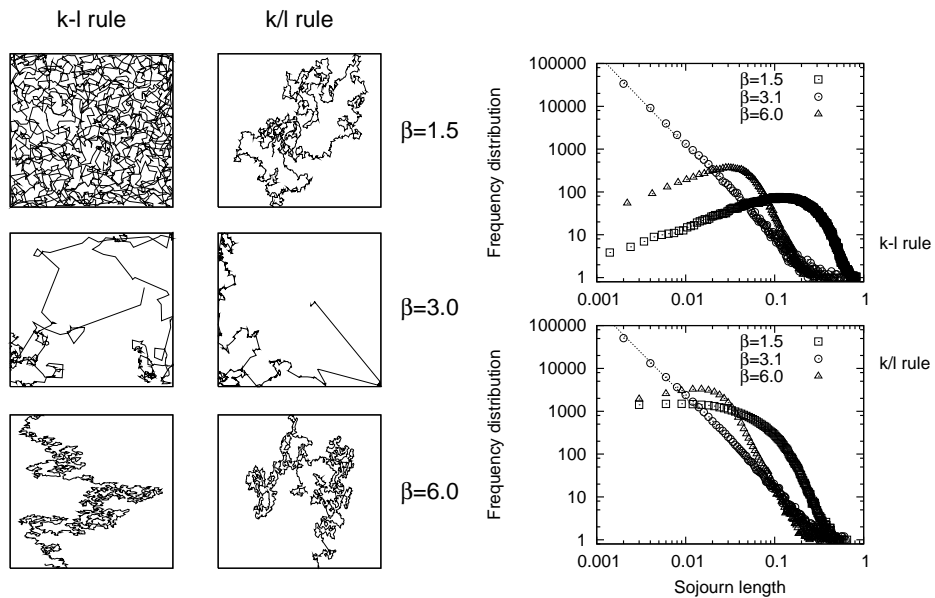 k-l rule
k/l rule
β=1.5
β=3.0
β=6.0
100000
10000
1000
100
10
1
0.001
0.01
0.1
1
Frequency distribution
β=1.5
β=3.1
β=6.0
k-l rule
100000
10000
1000
100
10
1
0.001
0.01
0.1
1
Frequency distribution
β=1.5
β=3.1
β=6.0
k/l rule
Sojourn length